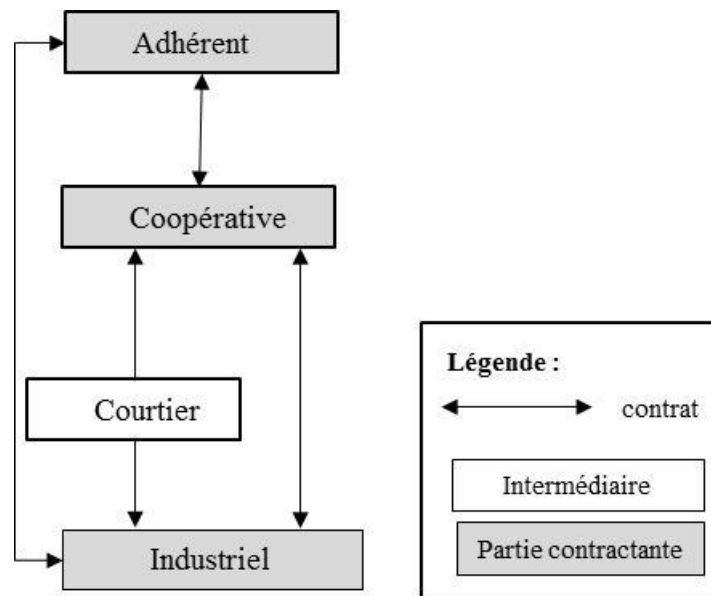 Adhérent
Coopérative
Courtier
Industriel
Légende :
contrat
Intermédiaire
Partie contractante